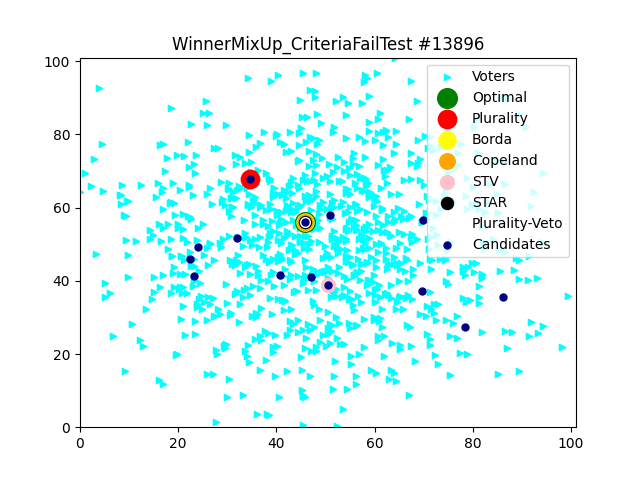 WinnerMixUp_CriteriaFailTest #13896
100
80
60
40
20
0
0
20
40
60
80
100
Voters
Optimal
Plurality
Borda
Copeland
STV
STAR
Plurality-Veto
Candidates